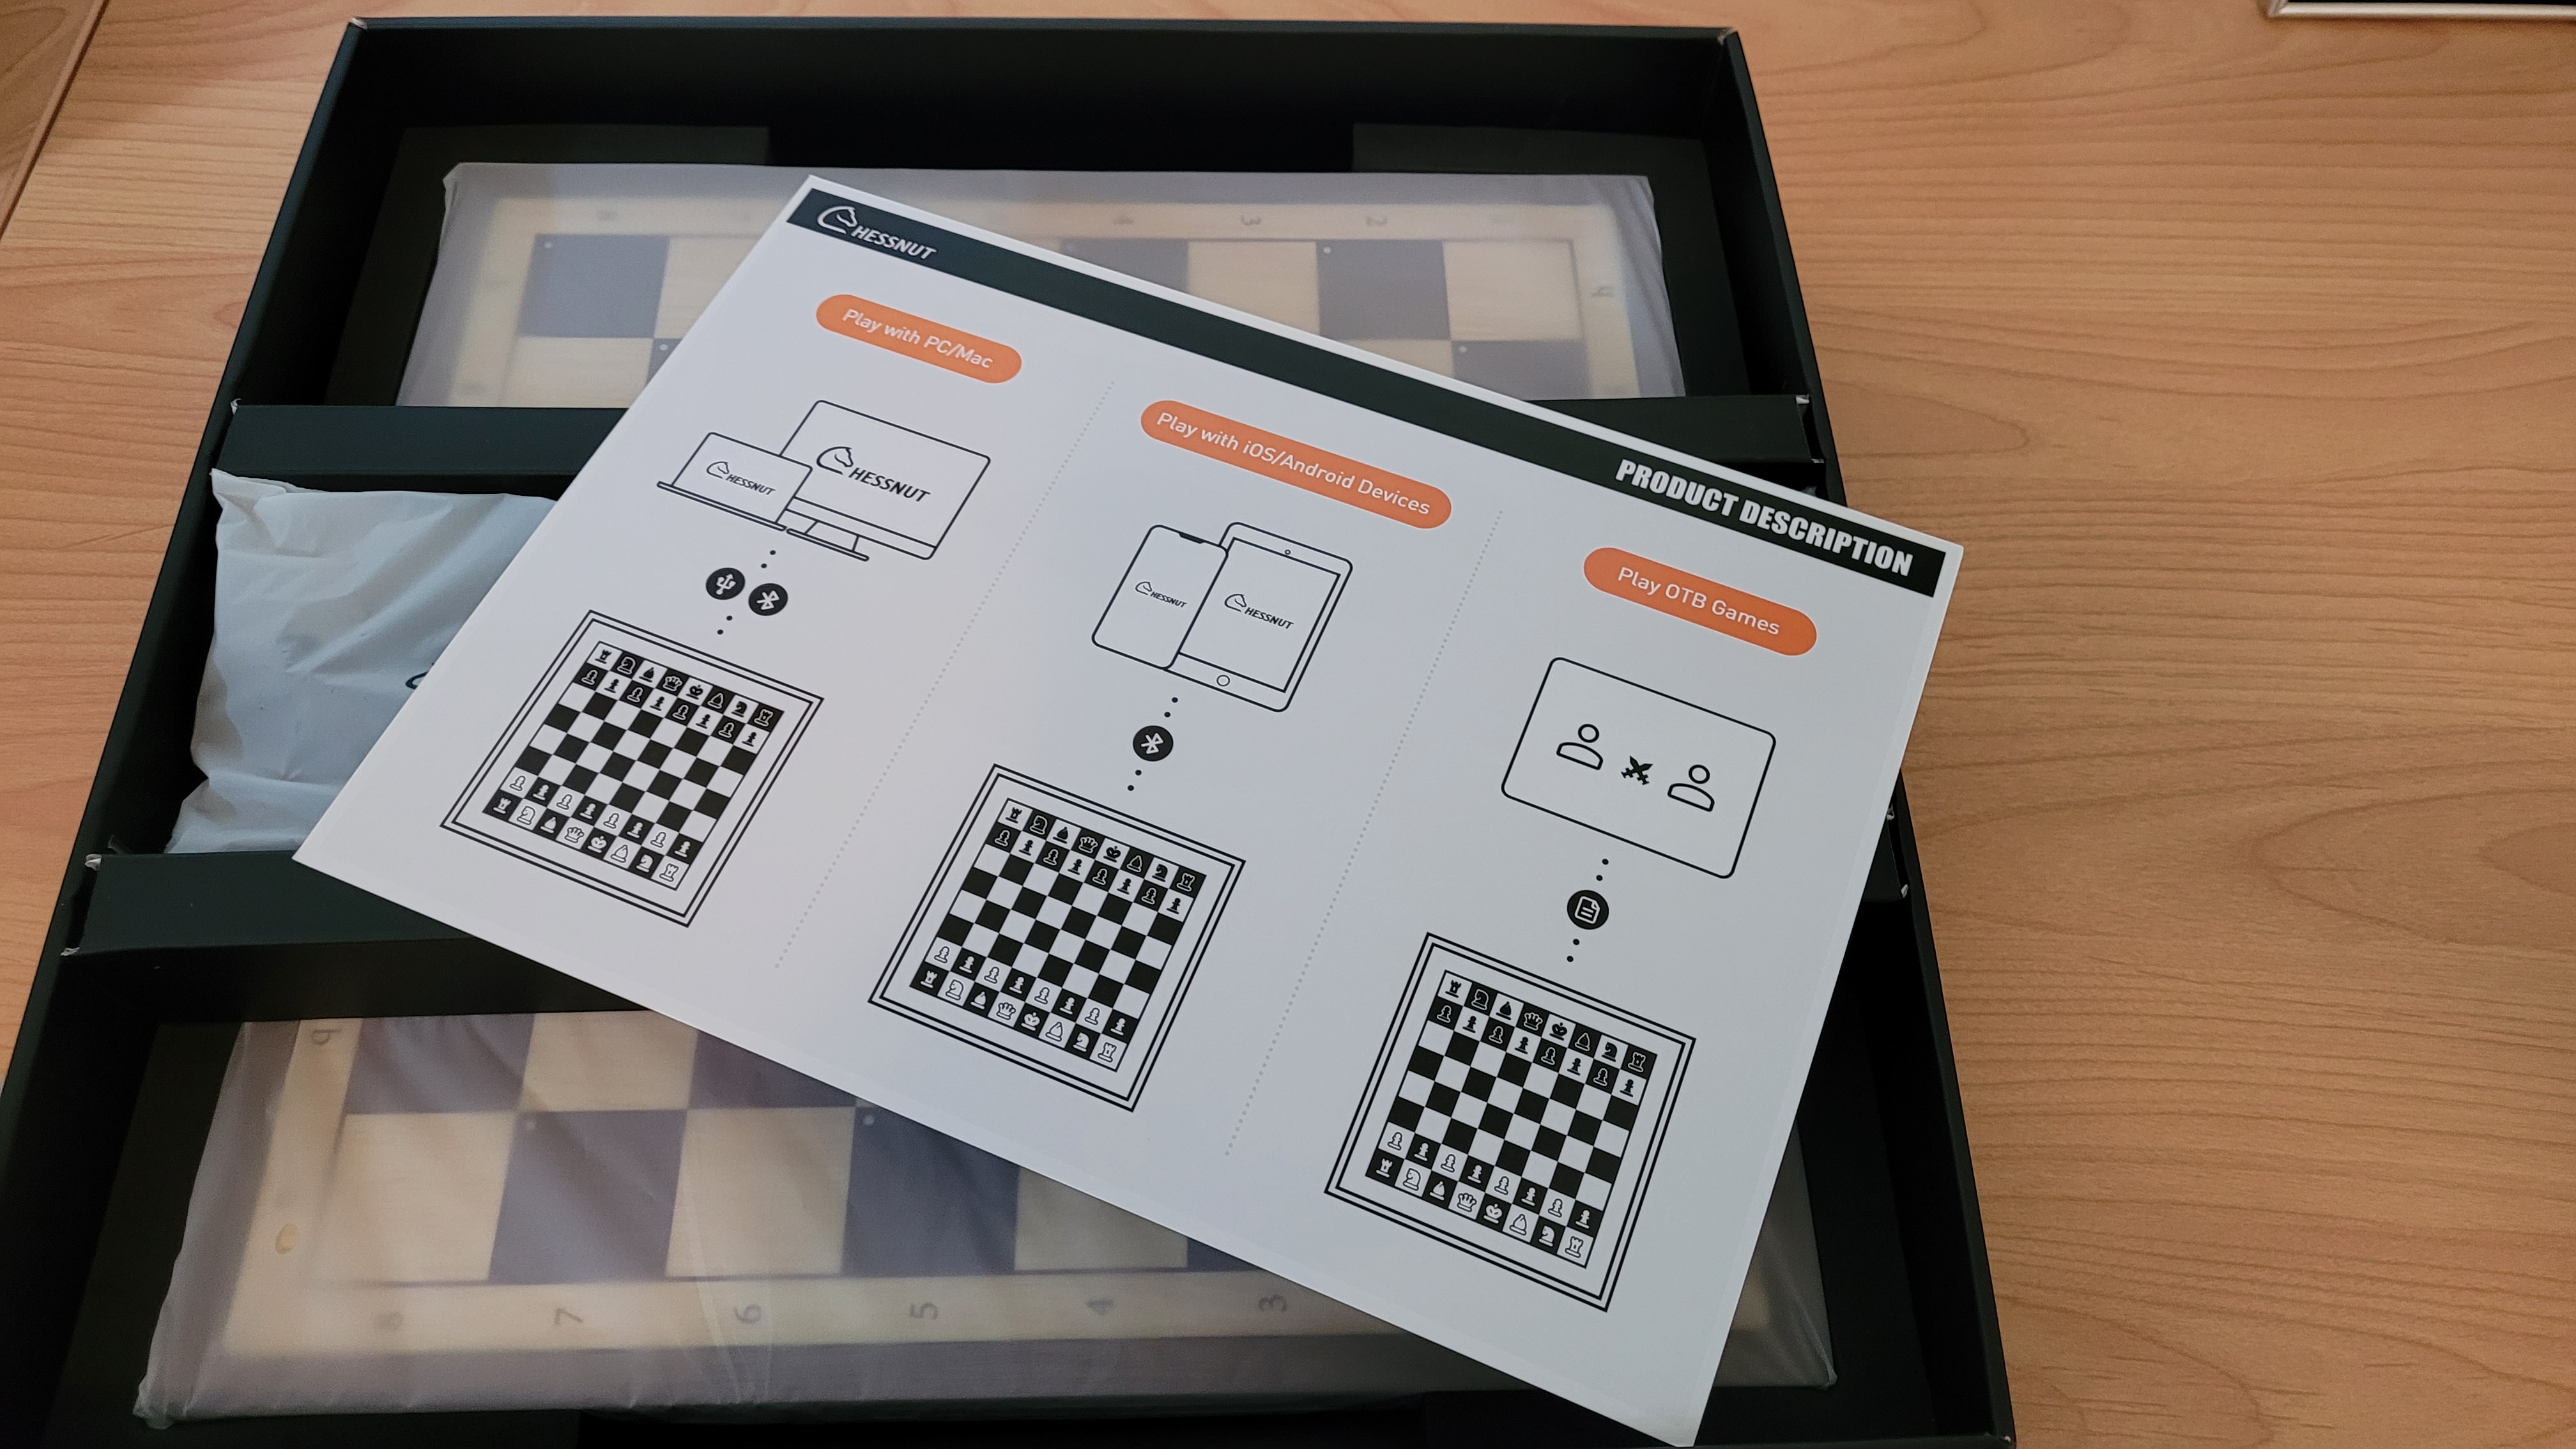 CHESSNUT
PRODUCT DESCRIPTION
Play with PC/Mac
CHESSNUT
CHESSNUT
Play with iOS/Android Devices
CHESSNUT
CHESSNUT
Play OTB Games
4
3
2
h
8
7
6
5
4
3